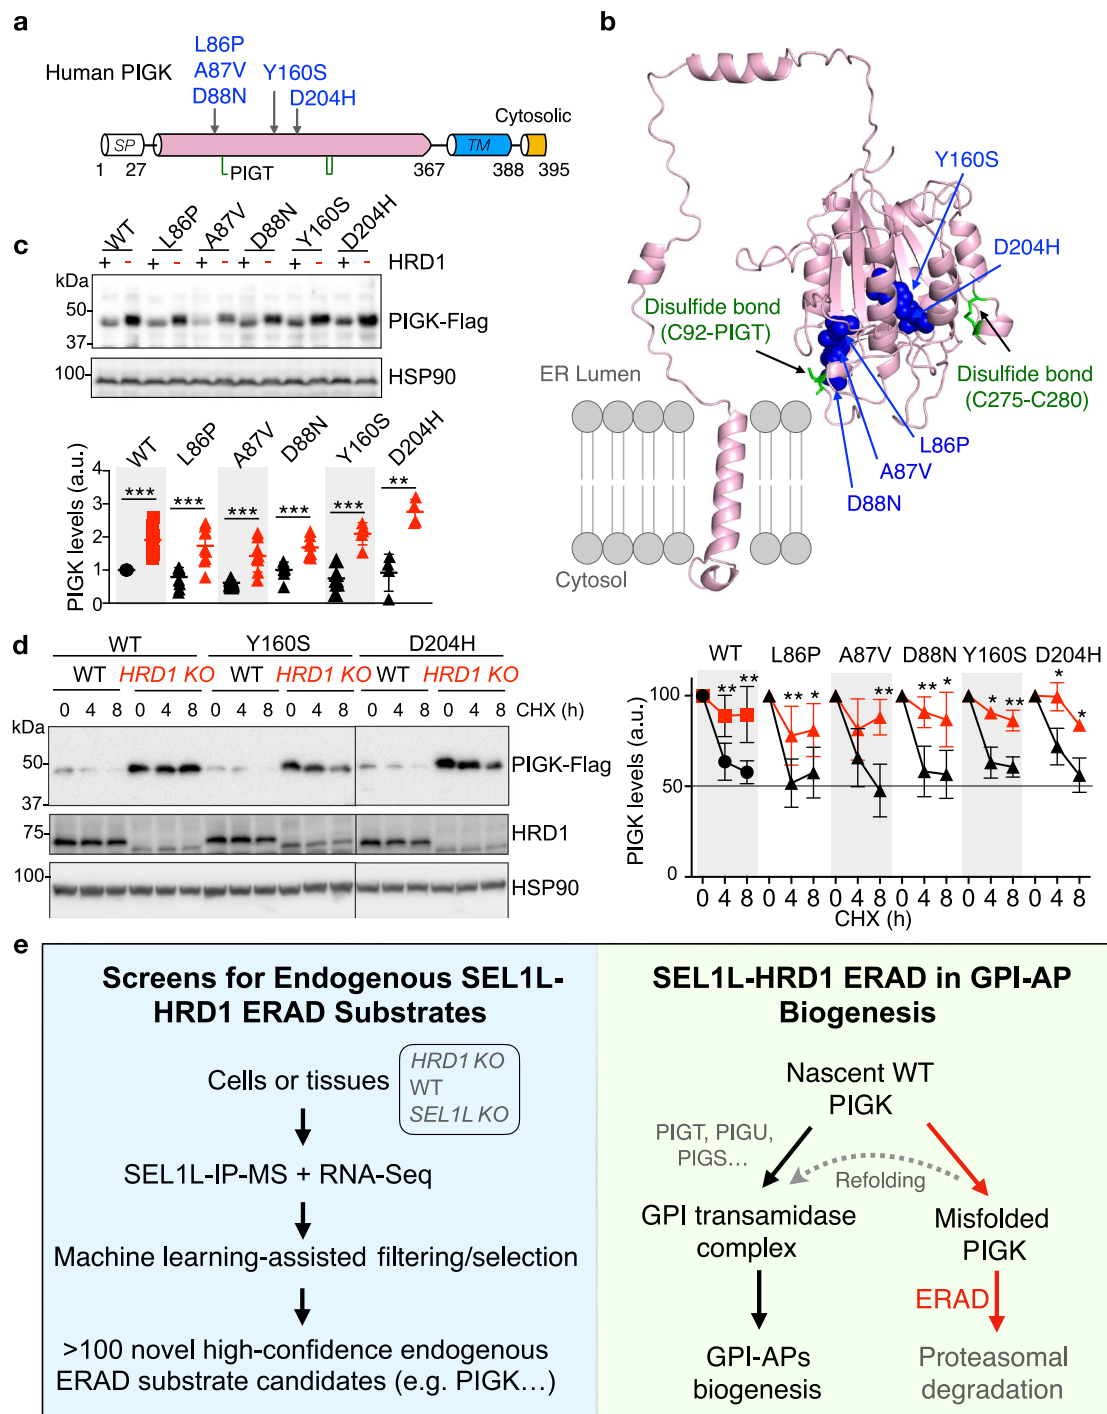 a
Human PIGK
L86P
A87V
D88N
Y160S
D204H
Cytosolic
SP
TM
1
27
PIGT
367
388
395
b
Y160S
D204H
Disulfide bond
(C92-PIGT)
ER Lumen
Disulfide bond
(C275-C280)
L86P
A87V
D88N
Cytosol
c
WT L86P A87V D88N Y160S D204H
+ - + - + - + - + - + - HRD1
kDa
50
37
PIGK-Flag
100
HSP90
WT L86P A87V D88N Y160S D204H
PIGK levels (a.u.)
4
3
2
1
0
*** *** *** *** *** **
d
WT Y160S D204H
WT HRD1 KO WT HRD1 KO WT HRD1 KO
0 4 8 0 4 8 0 4 8 0 4 8 0 4 8 0 4 8 CHX (h)
kDa
50
37
PIGK-Flag
75
HRD1
100
HSP90
WT L86P A87V D88N Y160S D204H
PIGK levels (a.u.)
100
50
0
** ** ** * ** ** * * ** * *
0 4 8 0 4 8 0 4 8 0 4 8 0 4 8 0 4 8
CHX (h)
e
Screens for Endogenous SEL1L-
HRD1 ERAD Substrates
Cells or tissues
HRD1 KO
WT
SEL1L KO
SEL1L-IP-MS + RNA-Seq
Machine learning-assisted filtering/selection
>100 novel high-confidence endogenous
ERAD substrate candidates (e.g. PIGK...)
SEL1L-HRD1 ERAD in GPI-AP
Biogenesis
Nascent WT
PIGK
PIGT, PIGU,
PIGS...
Refolding
GPI transamidase
complex
Misfolded
PIGK
ERAD
GPI-APs
biogenesis
Proteasomal
degradation